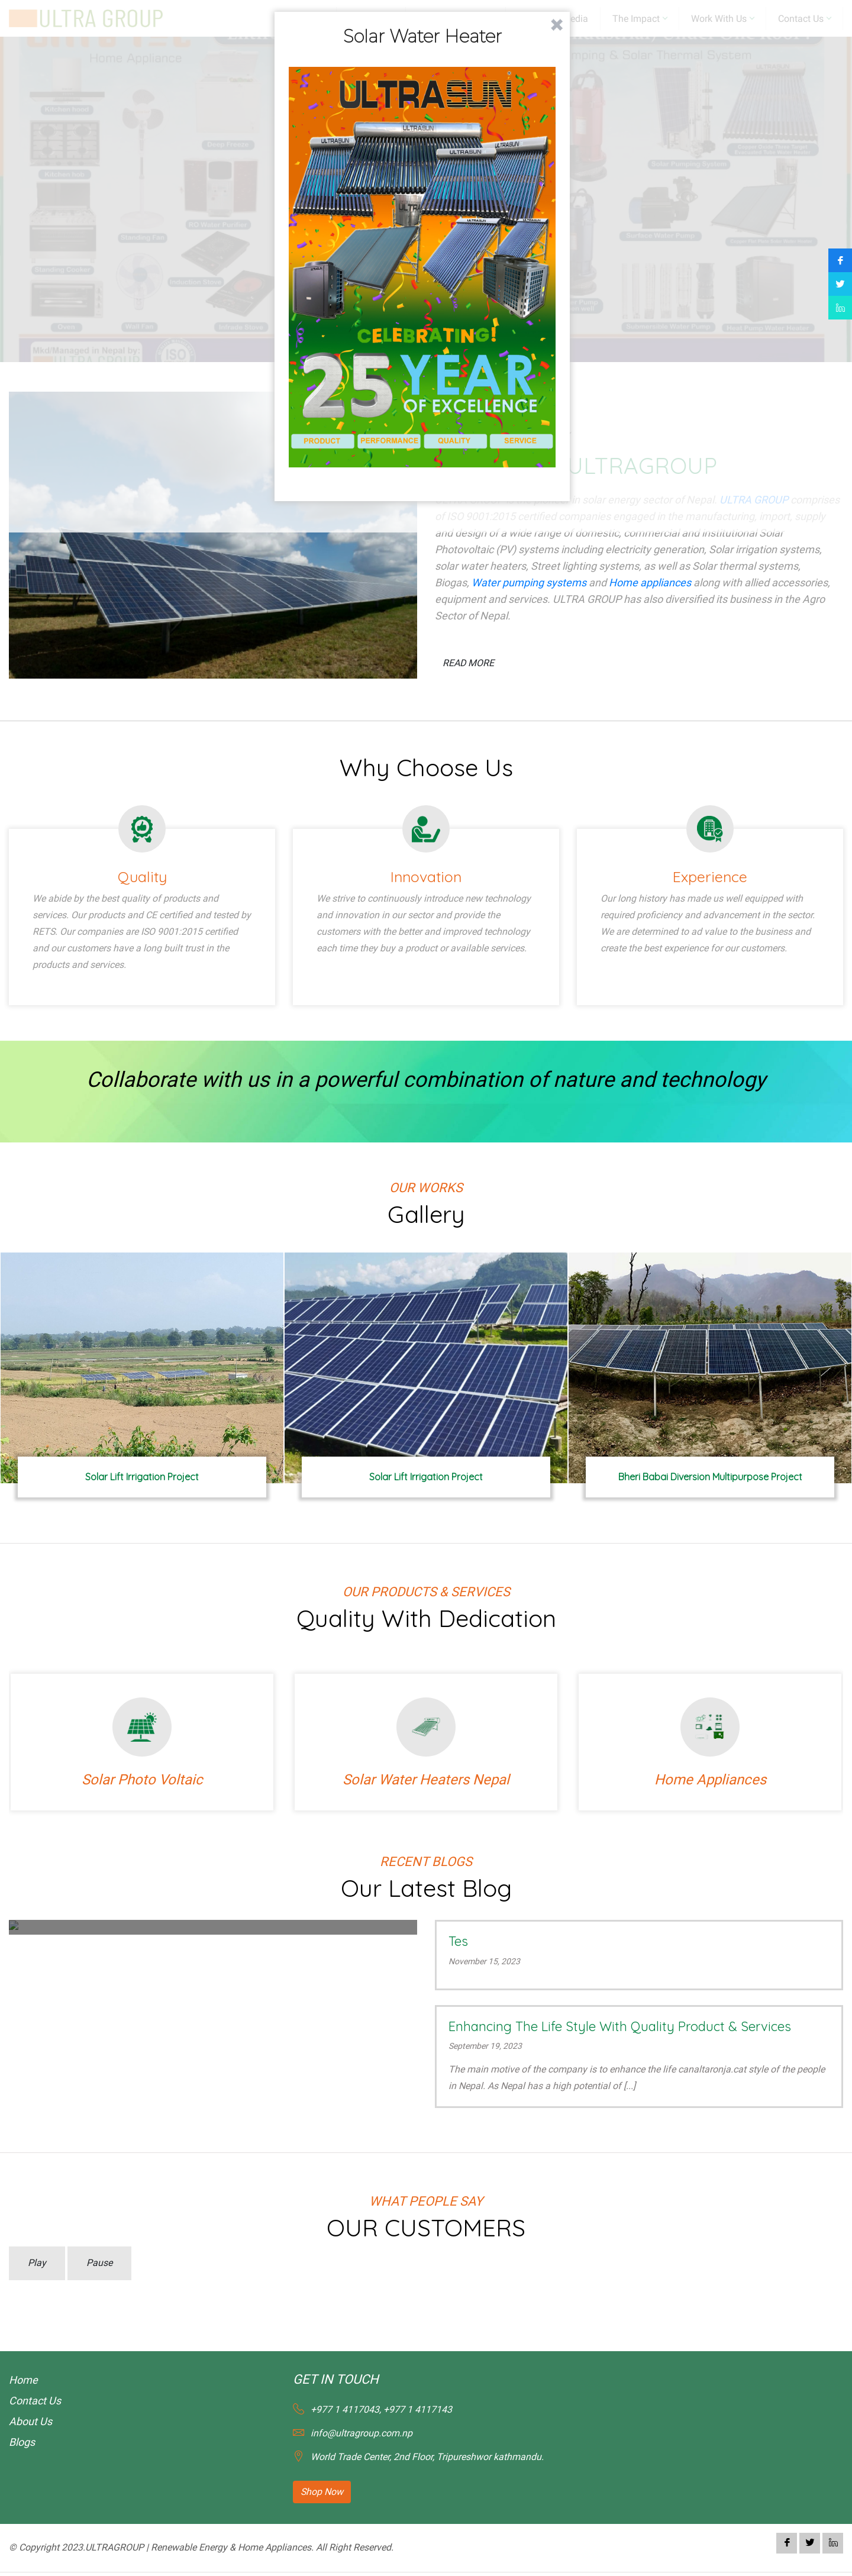 ULTRA GROUP
edia
The Impact
Work With Us
Contact Us
Solar Water Heater
Home Appliance
mping & Solar Thermal System
ULTRASUN
CELEBRATING!
25 YEAR
OF EXCELLENCE
PRODUCT
PERFORMANCE
QUALITY
SERVICE
Mkd/Managed in Nepal by:
ULTRA GROUP
ISO
ULTRAGROUP
in solar energy sector of Nepal. ULTRA GROUP comprises
of ISO 9001:2015 certified companies engaged in the manufacturing, import, supply
and design of a wide range of domestic, commercial and institutional Solar
Photovoltaic (PV) systems including electricity generation, Solar irrigation systems,
solar water heaters, Street lighting systems, as well as Solar thermal systems,
Biogas, Water pumping systems and Home appliances along with allied accessories,
equipment and services. ULTRA GROUP has also diversified its business in the Agro
Sector of Nepal.
READ MORE
Why Choose Us
Quality
We abide by the best quality of products and
services. Our products and CE certified and tested by
RETS. Our companies are ISO 9001:2015 certified
and our customers have a long built trust in the
products and services.
Innovation
We strive to continuously introduce new technology
and innovation in our sector and provide the
customers with the better and improved technology
each time they buy a product or available services.
Experience
Our long history has made us well equipped with
required proficiency and advancement in the sector.
We are determined to ad value to the business and
create the best experience for our customers.
Collaborate with us in a powerful combination of nature and technology
OUR WORKS
Gallery
Solar Lift Irrigation Project
Solar Lift Irrigation Project
Bheri Babai Diversion Multipurpose Project
OUR PRODUCTS & SERVICES
Quality With Dedication
Solar Photo Voltaic
Solar Water Heaters Nepal
Home Appliances
RECENT BLOGS
Our Latest Blog
Tes
November 15, 2023
Enhancing The Life Style With Quality Product & Services
September 19, 2023
The main motive of the company is to enhance the life canaltaronja.cat style of the people
in Nepal. As Nepal has a high potential of [...]
WHAT PEOPLE SAY
OUR CUSTOMERS
Play
Pause
Home
Contact Us
About Us
Blogs
GET IN TOUCH
+977 1 4117043, +977 1 4117143
info@ultragroup.com.np
World Trade Center, 2nd Floor, Tripureshwor kathmandu.
Shop Now
© Copyright 2023.ULTRAGROUP | Renewable Energy & Home Appliances. All Right Reserved.